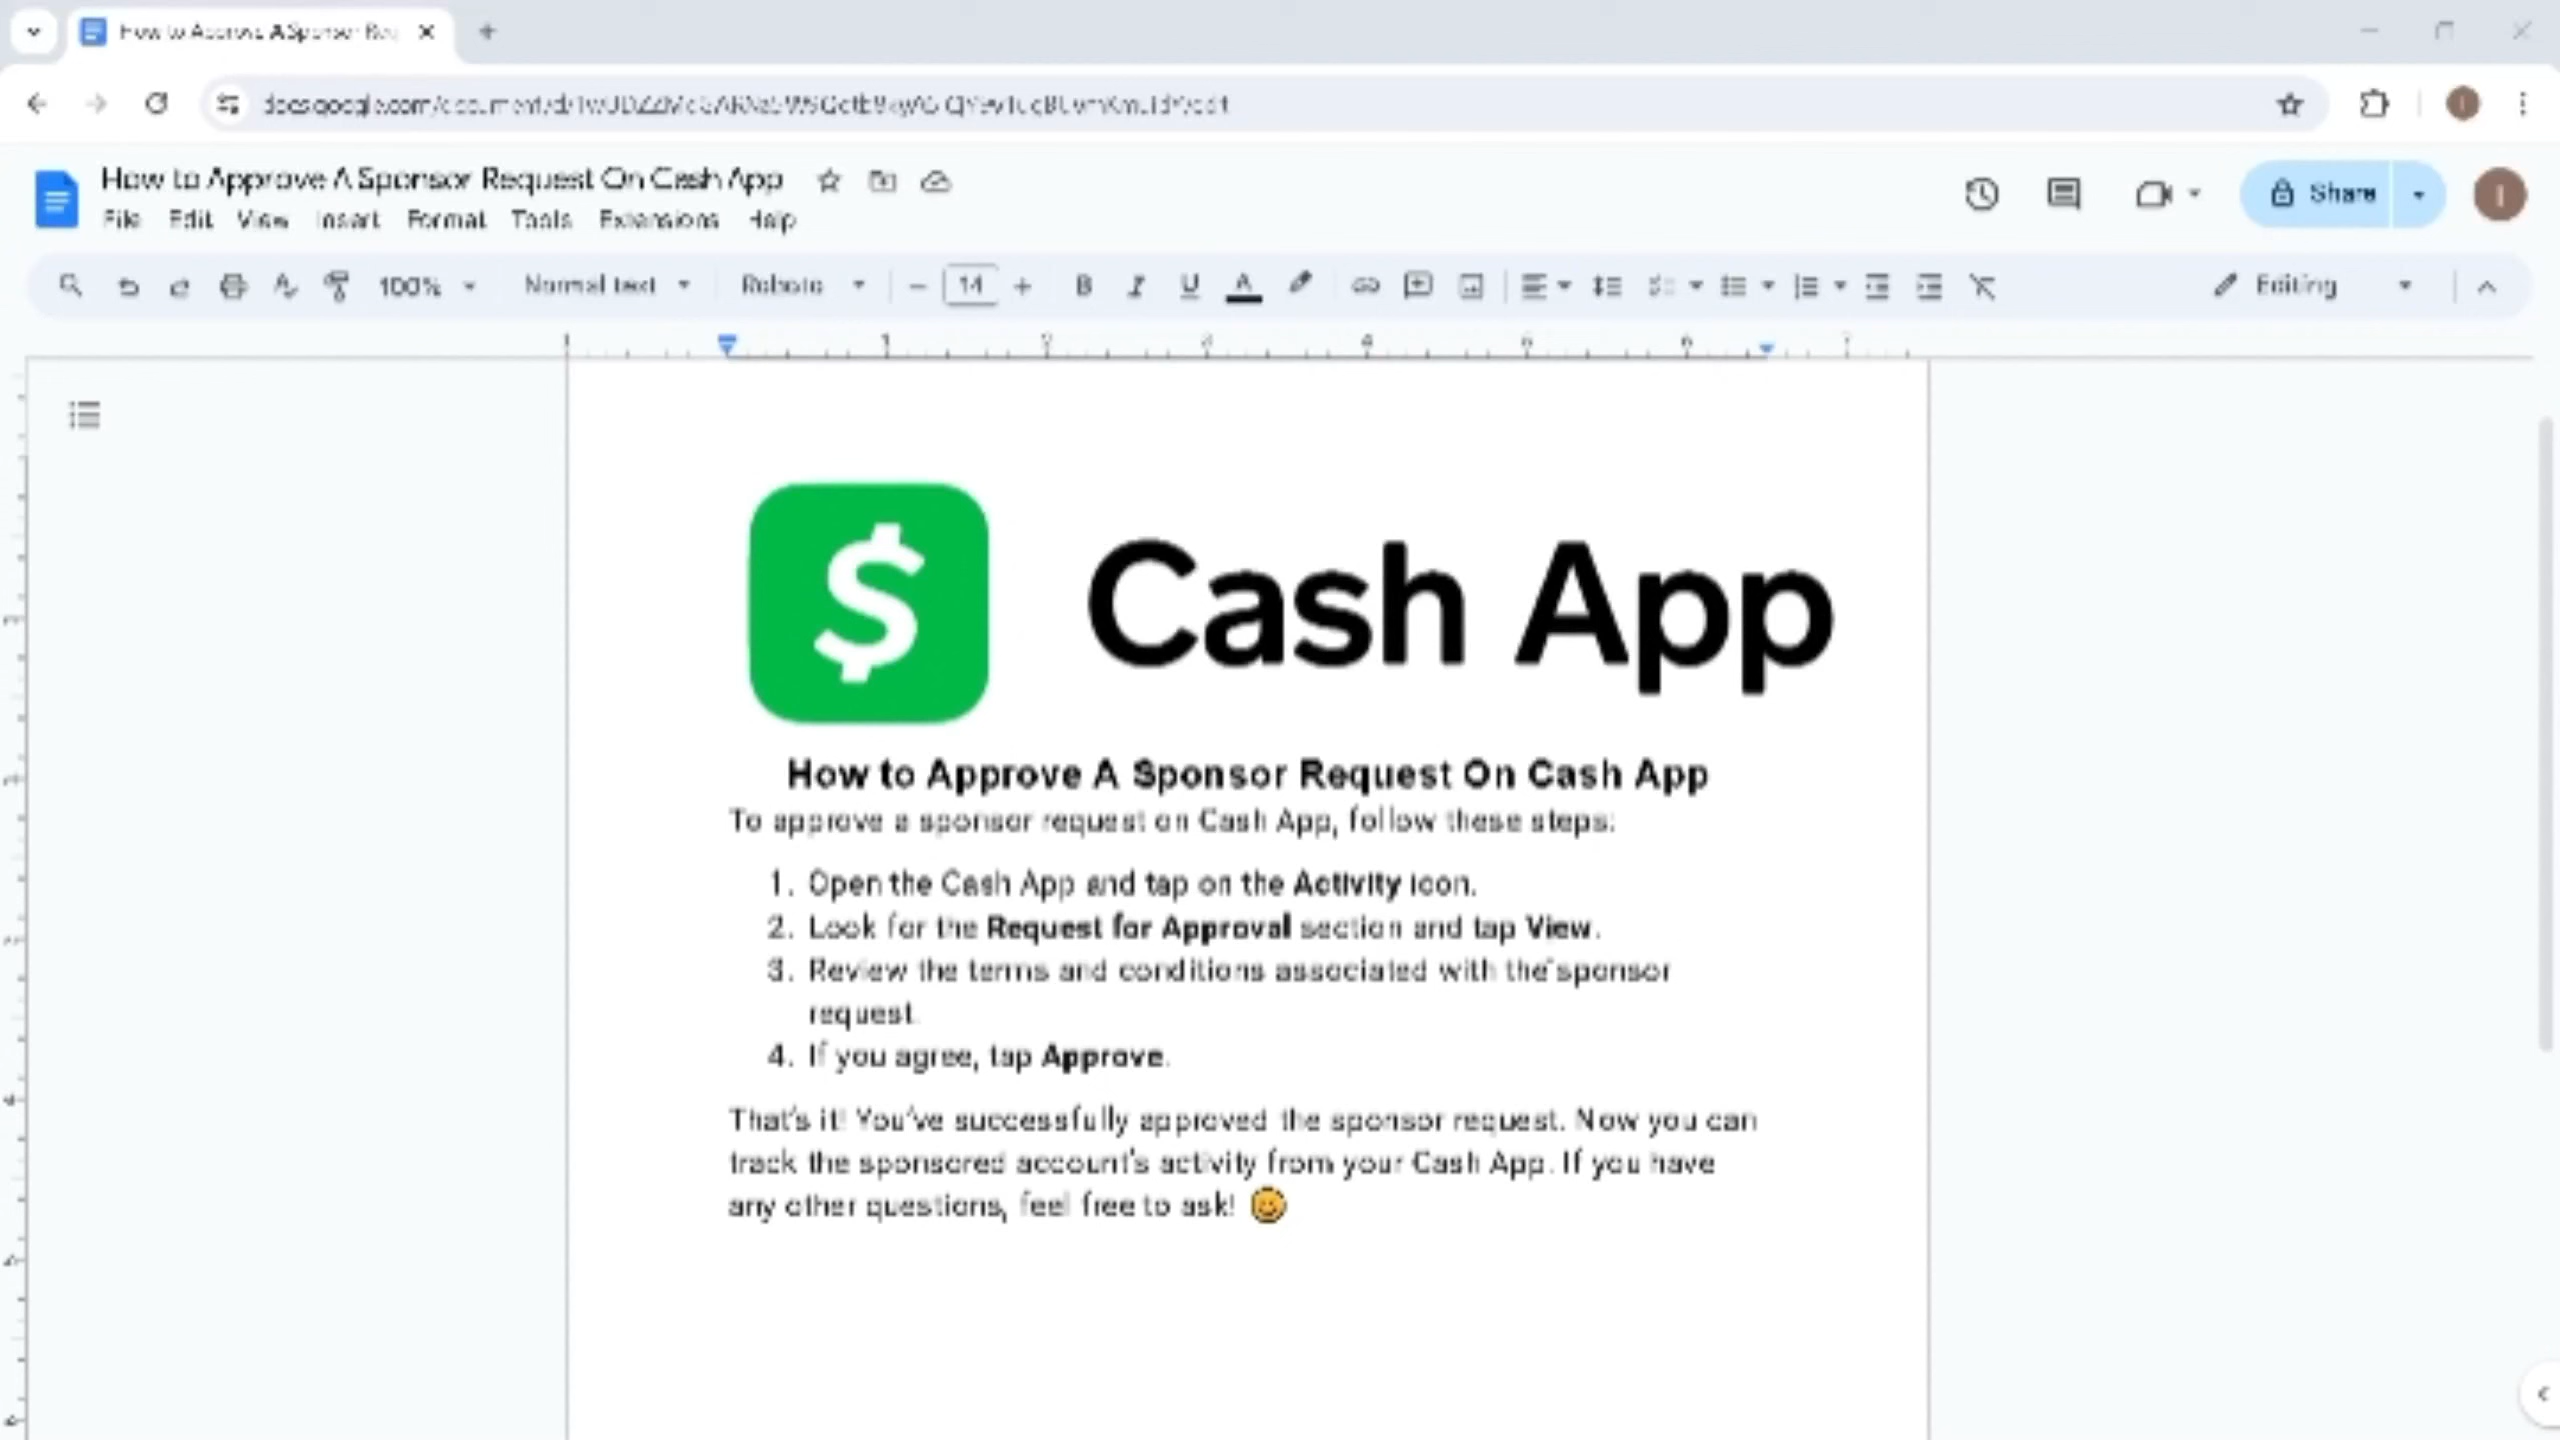 How to Approve A Sponsor Req
How to Approve A Sponsor Request On Cash App
File Edit View Insert Format Tools Extensions Help
Share
100% Normal text Roboto 14 Editing
Cash App
How to Approve A Sponsor Request On Cash App
To approve a sponsor request on Cash App, follow these steps:
1. Open the Cash App and tap on the Activity icon.
2. Look for the Request for Approval section and tap View.
3. Review the terms and conditions associated with the sponsor
request.
4. If you agree, tap Approve.
That's it! You've successfully approved the sponsor request. Now you can
track the sponsored account's activity from your Cash App. If you have
any other questions, feel free to ask! 😊